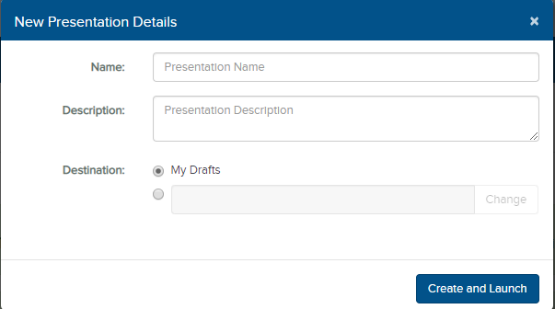 New Presentation Details ×
Name: Presentation Name
Description: Presentation Description
Destination: My Drafts
Change
Create and Launch